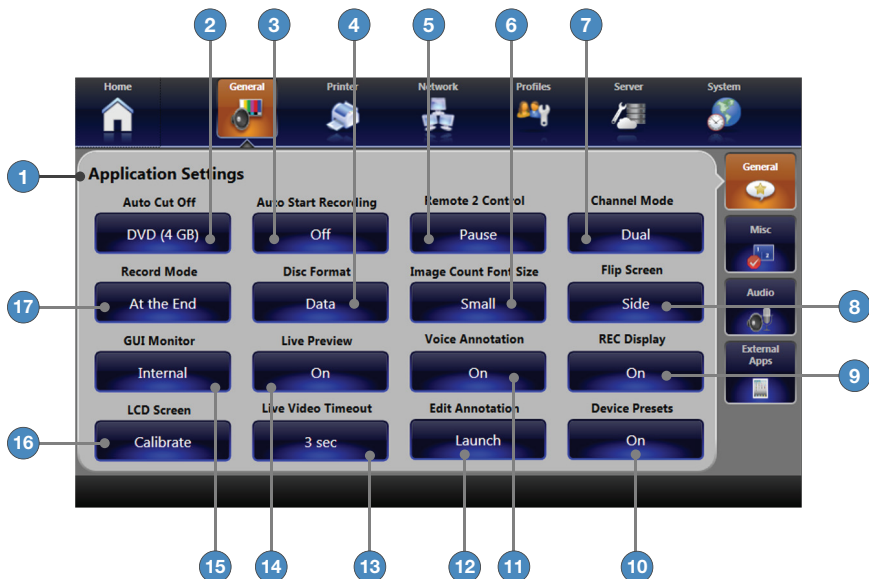 2 3 4 5 6 7
Home General Printer Network Profiles Server System
1
Application Settings
General
Auto Cut Off Auto Start Recording Remote 2 Control Channel Mode
DVD (4 GB) Off Pause Dual
Misc
1 2
Record Mode Disc Format Image Count Font Size Flip Screen
17 At the End Data Small Side 8
Audio
GUI Monitor Live Preview Voice Annotation REC Display
Internal On On On 9
External
Apps
LCD Screen Live Video Timeout Edit Annotation Device Presets
16 Calibrate 3 sec Launch On
15 14 13 12 11 10